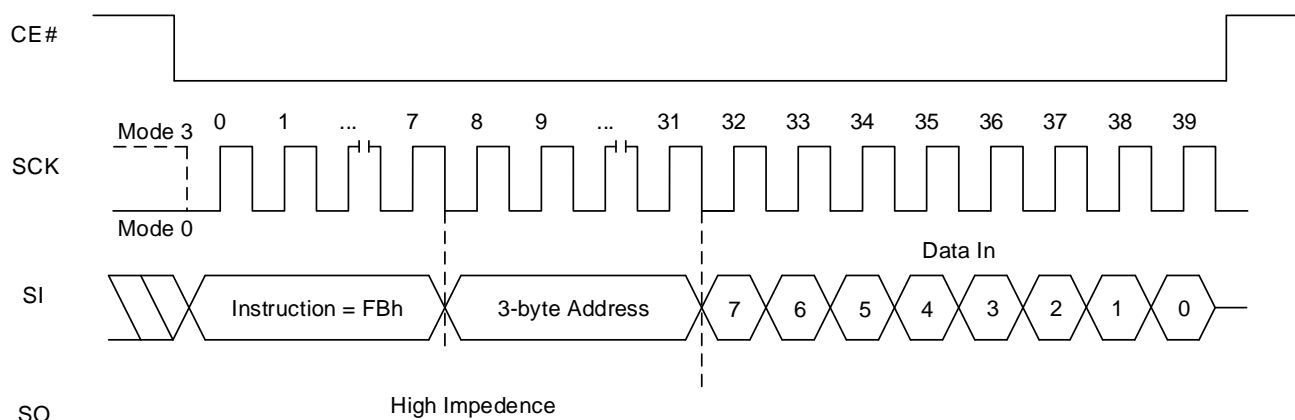 CE#
0 1 ... 7 8 9 ... 31 32 33 34 35 36 37 38 39
Mode 3
SCK
Mode 0
Data In
SI Instruction = FBh 3-byte Address 7 6 5 4 3 2 1 0
High Impedence
SO